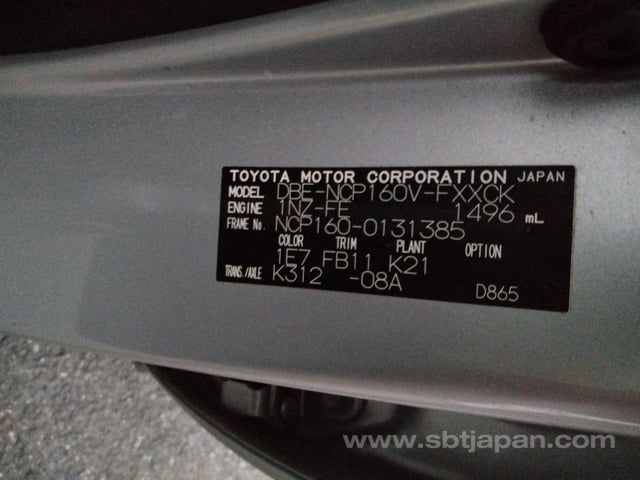 TOYOTA MOTOR CORPORATION JAPAN
MODEL DBE-NCP160V-FXXCK
ENGINE 1NZ-FE 1496 mL
FRAME No. NCP160-0131385
COLOR TRIM PLANT OPTION
1E7 FB11 K21
TRANS./AXLE K312 -08A
D865
www.sbtjapan.com